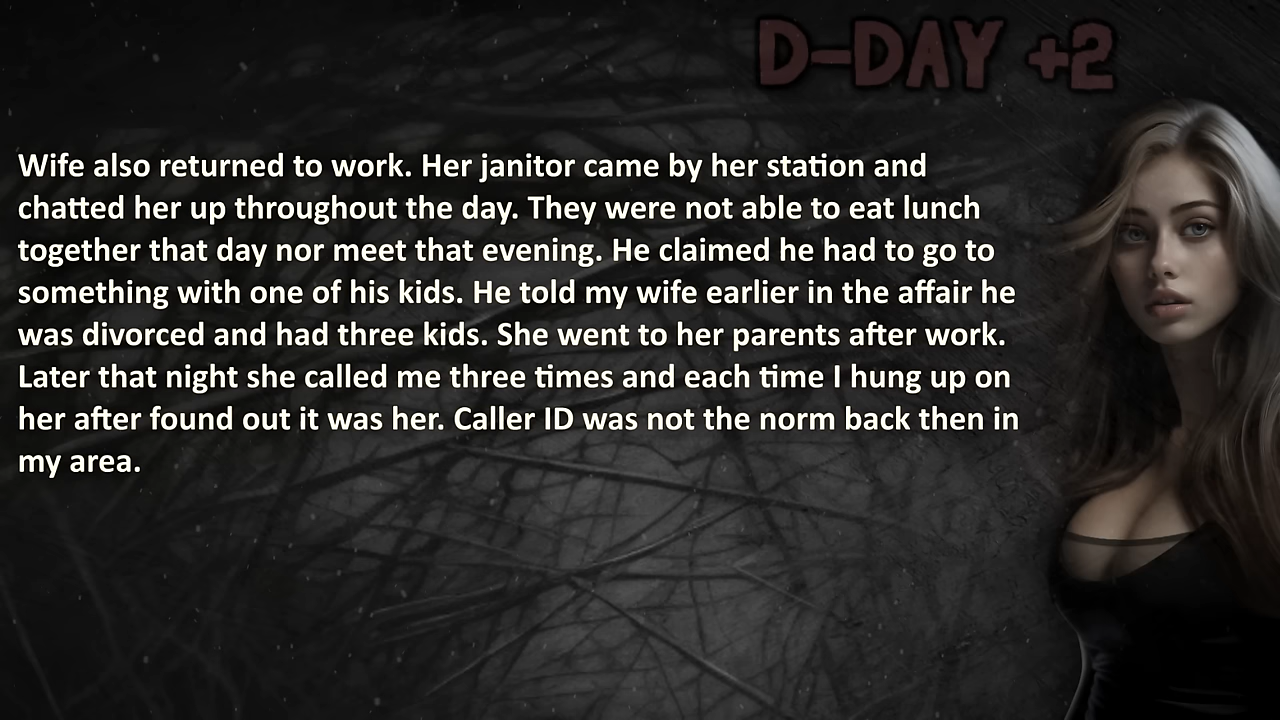 D-DAY +2
Wife also returned to work. Her janitor came by her station and
chatted her up throughout the day. They were not able to eat lunch
together that day nor meet that evening. He claimed he had to go to
something with one of his kids. He told my wife earlier in the affair he
was divorced and had three kids. She went to her parents after work.
Later that night she called me three times and each time I hung up on
her after found out it was her. Caller ID was not the norm back then in
my area.